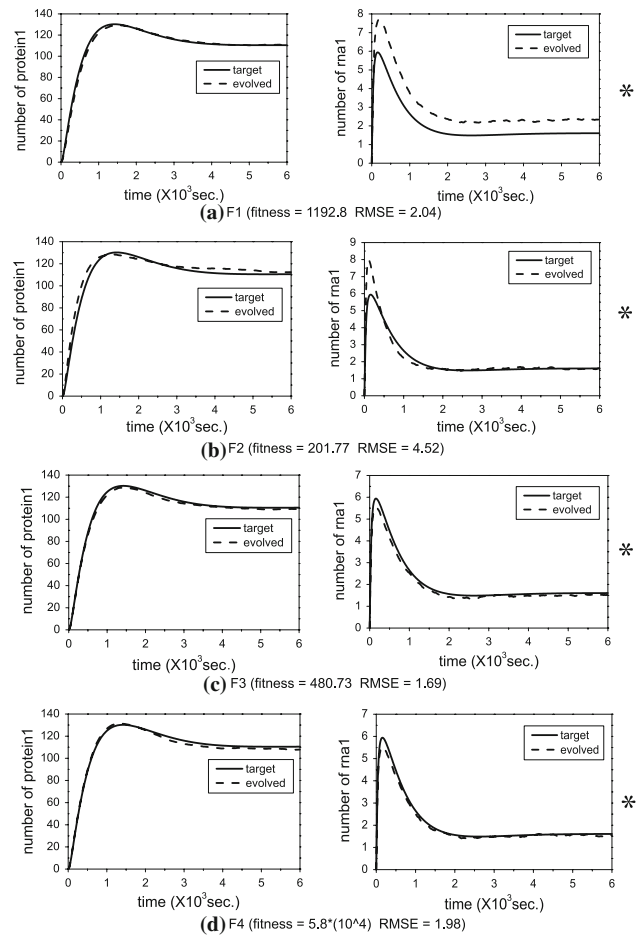 number of protein1
140
120
100
80
60
40
20
0
target
evolved
0 1 2 3 4 5 6
time (X10³sec.)
number of rna1
8
7
6
5
4
3
2
1
0
target
evolved
0 1 2 3 4 5 6
time (X10³sec.)
*
(a) F1 (fitness = 1192.8 RMSE = 2.04)
number of protein1
140
120
100
80
60
40
20
0
target
evolved
0 1 2 3 4 5 6
time (X10³sec.)
number of rna1
9
8
7
6
5
4
3
2
1
0
target
evolved
0 1 2 3 4 5 6
time (X10³sec.)
*
(b) F2 (fitness = 201.77 RMSE = 4.52)
number of protein1
140
120
100
80
60
40
20
0
target
evolved
0 1 2 3 4 5 6
time (X10³sec.)
number of rna1
6
5
4
3
2
1
0
target
evolved
0 1 2 3 4 5 6
time (X10³sec.)
*
(c) F3 (fitness = 480.73 RMSE = 1.69)
number of protein1
140
120
100
80
60
40
20
0
target
evolved
0 1 2 3 4 5 6
time (X10³sec.)
number of rna1
7
6
5
4
3
2
1
0
target
evolved
0 1 2 3 4 5 6
time (X10³sec.)
*
(d) F4 (fitness = 5.8*(10^4) RMSE = 1.98)